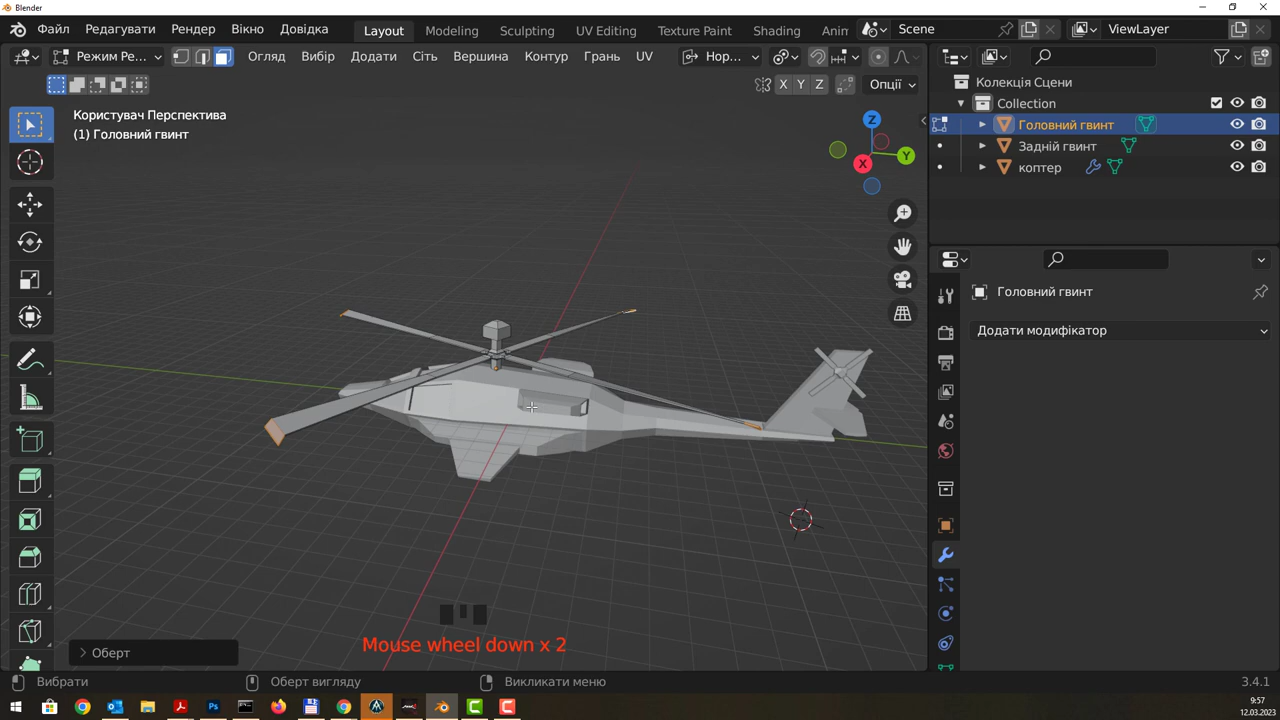 Blender
Файл Редагувати Рендер Вікно Довідка Layout Modeling Sculpting UV Editing Texture Paint Shading Anin Scene ViewLayer
Режим Ре... Огляд Вибір Додати Сіть Вершина Контур Грань UV Нор...
X Y Z Опції
Користувач Перспектива
(1) Головний гвинт
Z
Y
X
Колекція Сцени
Collection
Головний гвинт
Задній гвинт
коптер
Головний гвинт
Додати модифікатор
Mouse wheel down x 2
Оберт
Вибрати Оберт вигляду Викликати меню 3.4.1
9:57
12.03.2023